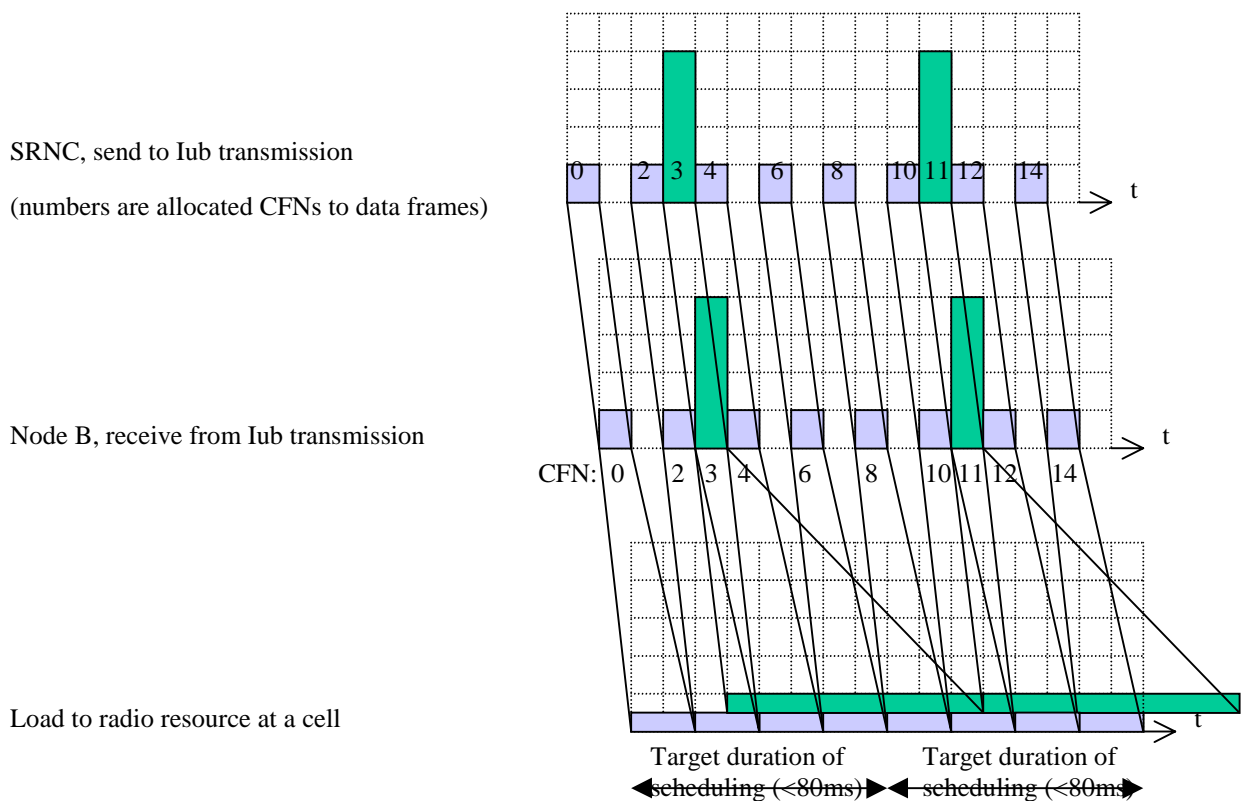 0 2 3 4 6 8 10 11 12 14
SRNC, send to Iub transmission
(numbers are allocated CFNs to data frames)
t
Node B, receive from Iub transmission
t
CFN: 0 2 3 4 6 8 10 11 12 14
Load to radio resource at a cell
t
Target duration of
scheduling (<80ms)
Target duration of
scheduling (<80ms)